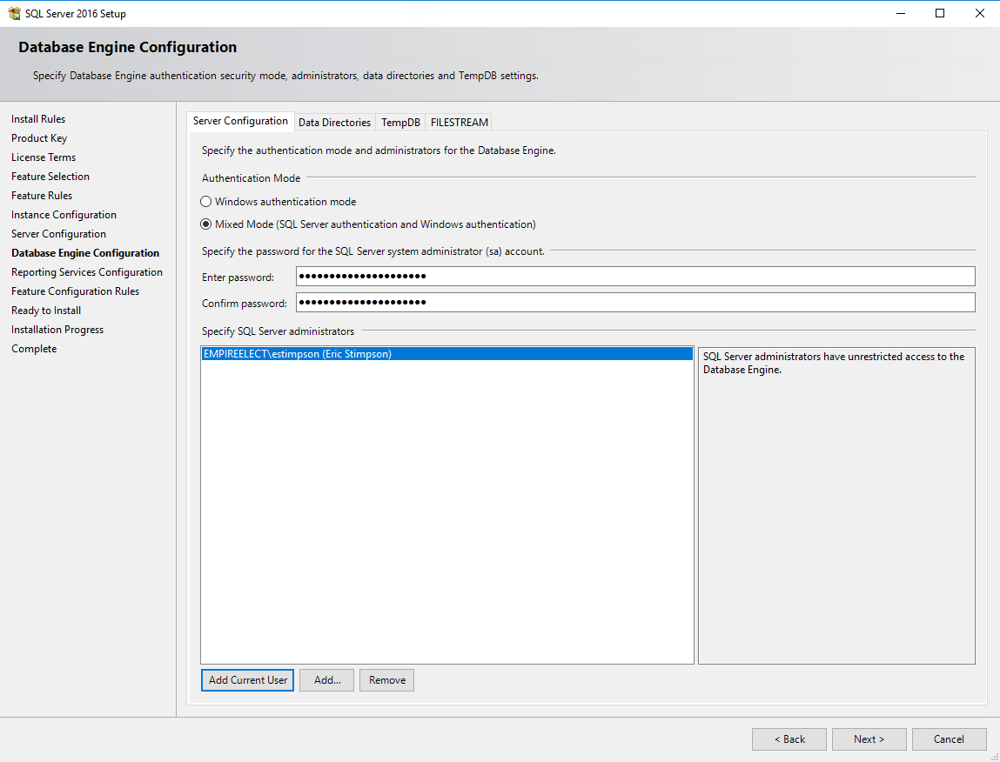 SQL Server 2016 Setup
Database Engine Configuration
Specify Database Engine authentication security mode, administrators, data directories and TempDB settings.
Install Rules
Product Key
License Terms
Feature Selection
Feature Rules
Instance Configuration
Server Configuration
Database Engine Configuration
Reporting Services Configuration
Feature Configuration Rules
Ready to Install
Installation Progress
Complete
Server Configuration Data Directories TempDB FILESTREAM
Specify the authentication mode and administrators for the Database Engine.
Authentication Mode
Windows authentication mode
Mixed Mode (SQL Server authentication and Windows authentication)
Specify the password for the SQL Server system administrator (sa) account.
Enter password: ●●●●●●●●●●●●●●●●●●●●●
Confirm password: ●●●●●●●●●●●●●●●●●●●●●
Specify SQL Server administrators
EMPIREELECT\estimpson (Eric Stimpson)
SQL Server administrators have unrestricted access to the
Database Engine.
Add Current User Add... Remove
< Back Next > Cancel